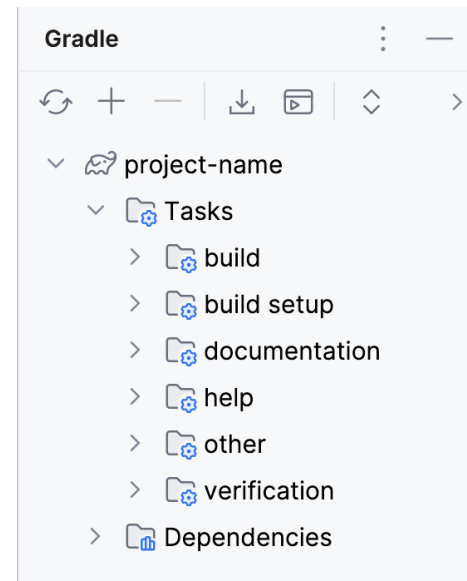 Gradle
project-name
Tasks
build
build setup
documentation
help
other
verification
Dependencies